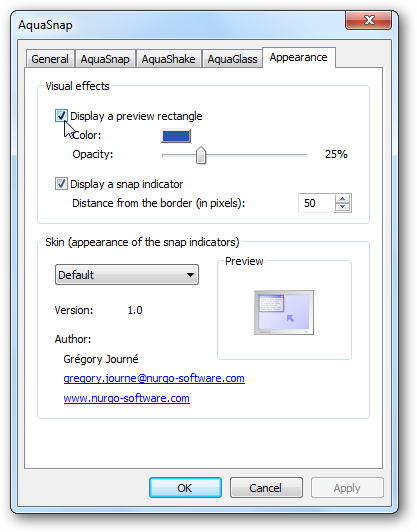 AquaSnap
General AquaSnap AquaShake AquaGlass Appearance
Visual effects
Display a preview rectangle
Color:
Opacity: 25%
Display a snap indicator
Distance from the border (in pixels): 50
Skin (appearance of the snap indicators)
Default
Preview
Version: 1.0
Author:
Grégory Journé
gregory.journe@nurgo-software.com
www.nurgo-software.com
OK Cancel Apply